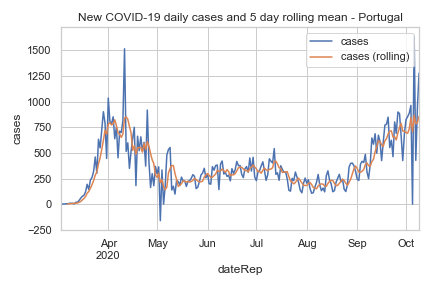 New COVID-19 daily cases and 5 day rolling mean - Portugal
cases
cases (rolling)
1500
1250
1000
750
500
250
0
−250
cases
Apr
2020
May
Jun
Jul
Aug
Sep
Oct
dateRep